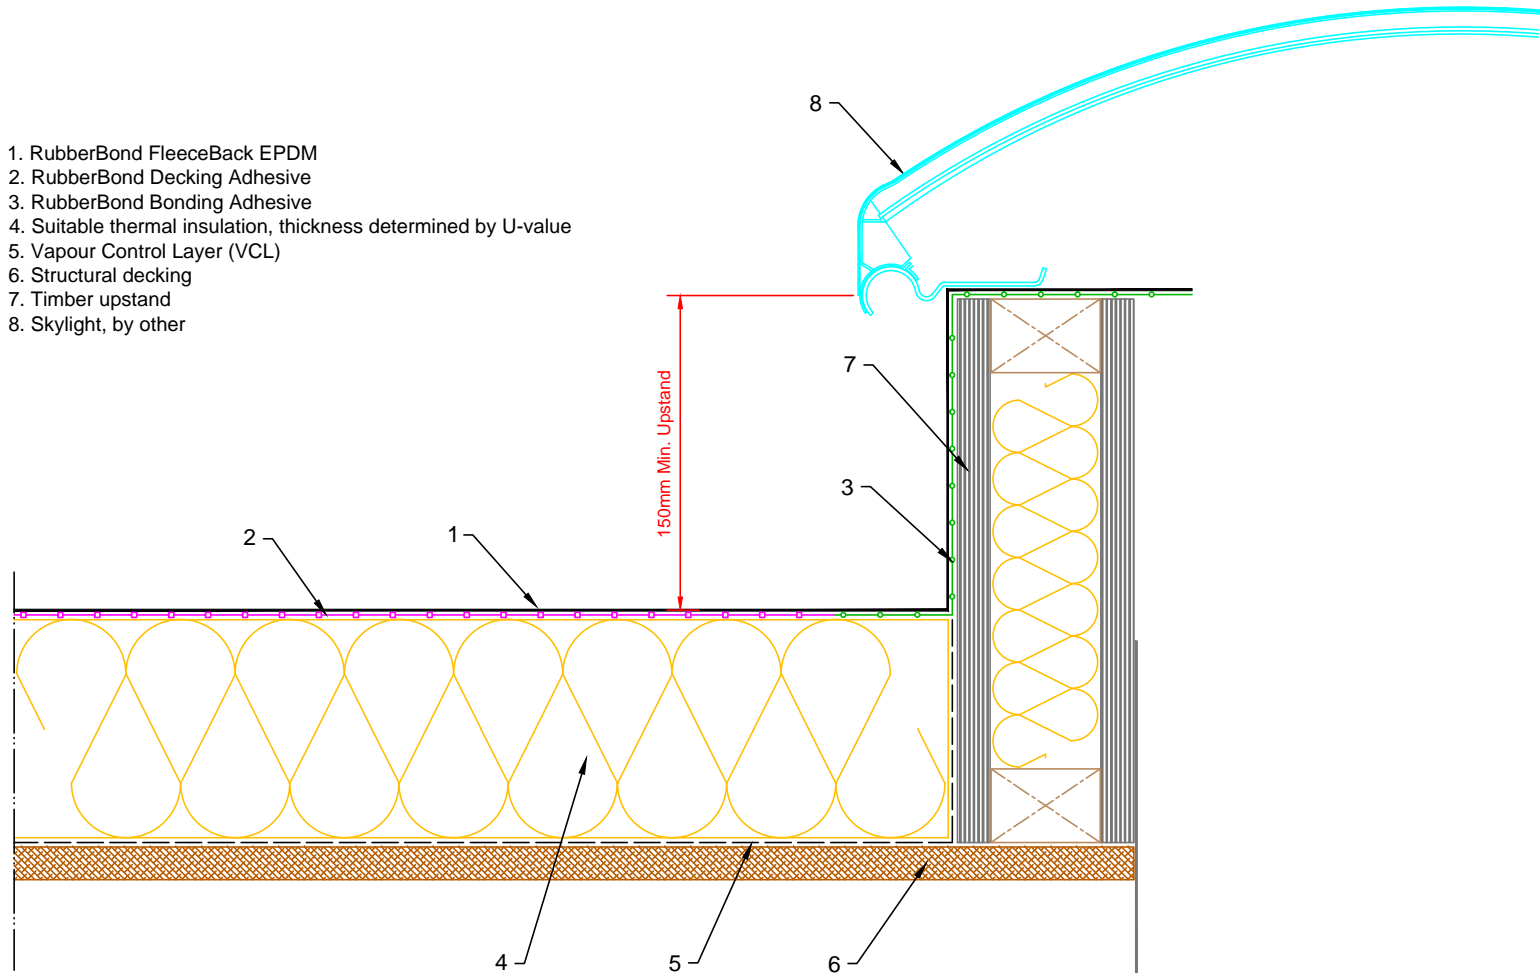 1. RubberBond FleeceBack EPDM
2. RubberBond Decking Adhesive
3. RubberBond Bonding Adhesive
4. Suitable thermal insulation, thickness determined by U-value
5. Vapour Control Layer (VCL)
6. Structural decking
7. Timber upstand
8. Skylight, by other
8
7
150mm Min. Upstand
3
2
1
4
5
6